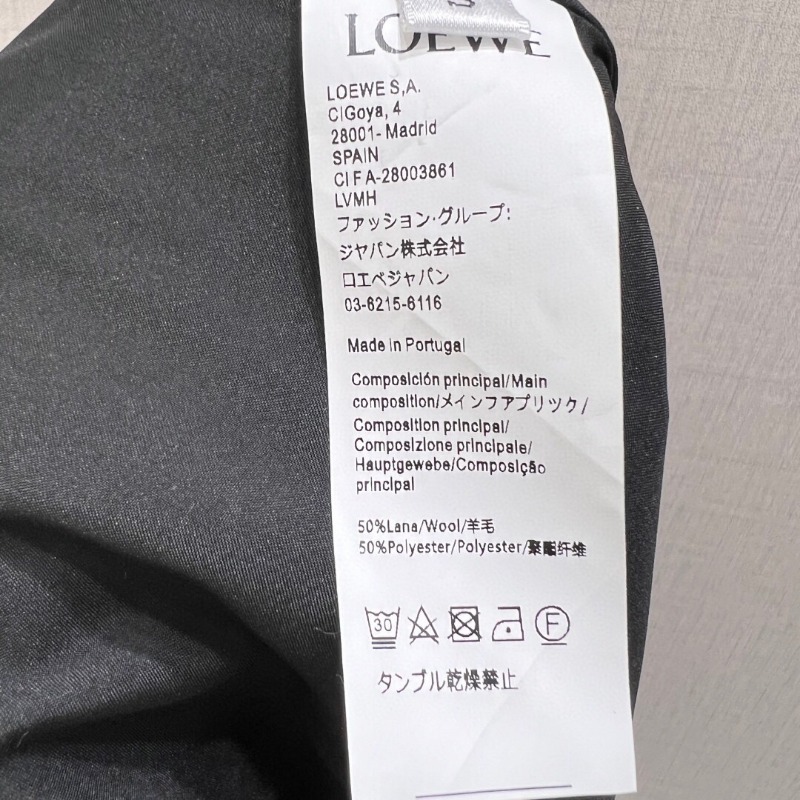 LOEWE
LOEWE S,A.
C|Goya, 4
28001- Madrid
SPAIN
CI F A-28003861
LVMH
ファッション·グループ:
ジヤパン株式会社
ロエベジャパン
03-6215-6116
Made in Portugal
Composición principal/Main
composition/メインファプリック/
Composition principal/
Composizione principale/
Hauptgewebe/Composição
principal
50%Lana/Wool/羊毛
50%Polyester/Polyester/聚酯纤维
30
F
タンブル乾燥禁止